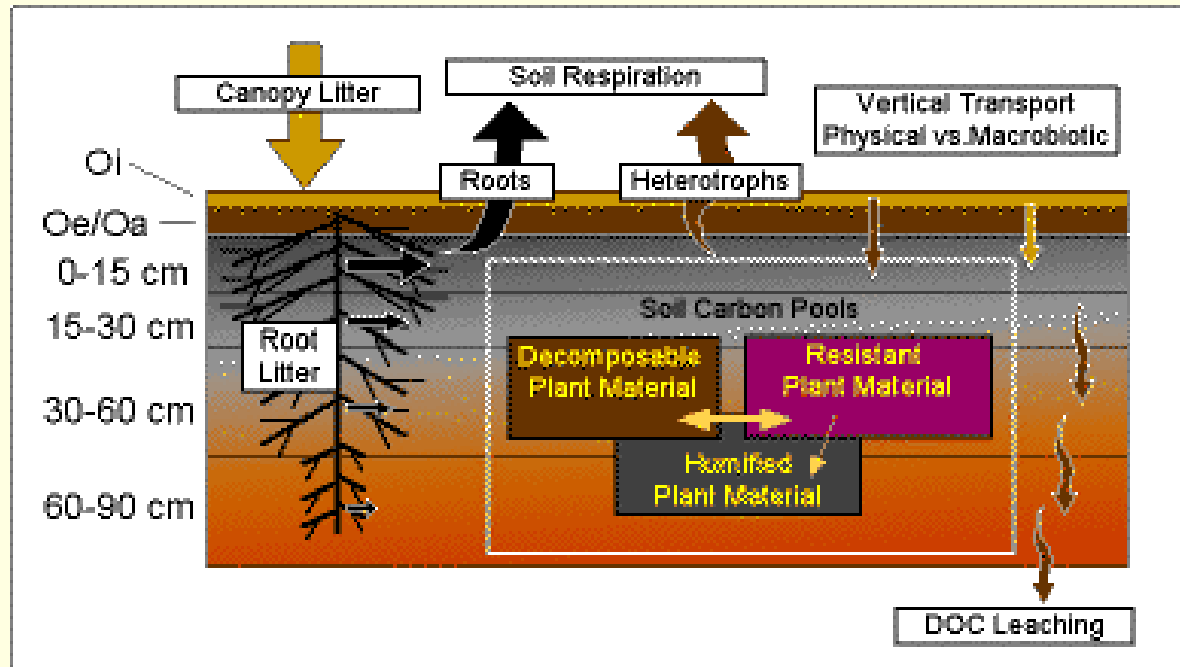 Canopy Litter
Soil Respiration
Vertical Transport
Physical vs.Macrobiotic
Roots
Heterotrophs
Oi
Oe/Oa
0-15 cm
15-30 cm
30-60 cm
60-90 cm
Root
Litter
Soil Carbon Pools
Decomposable
Plant Material
Resistant
Plant Material
Humified
Plant Material
DOC Leaching